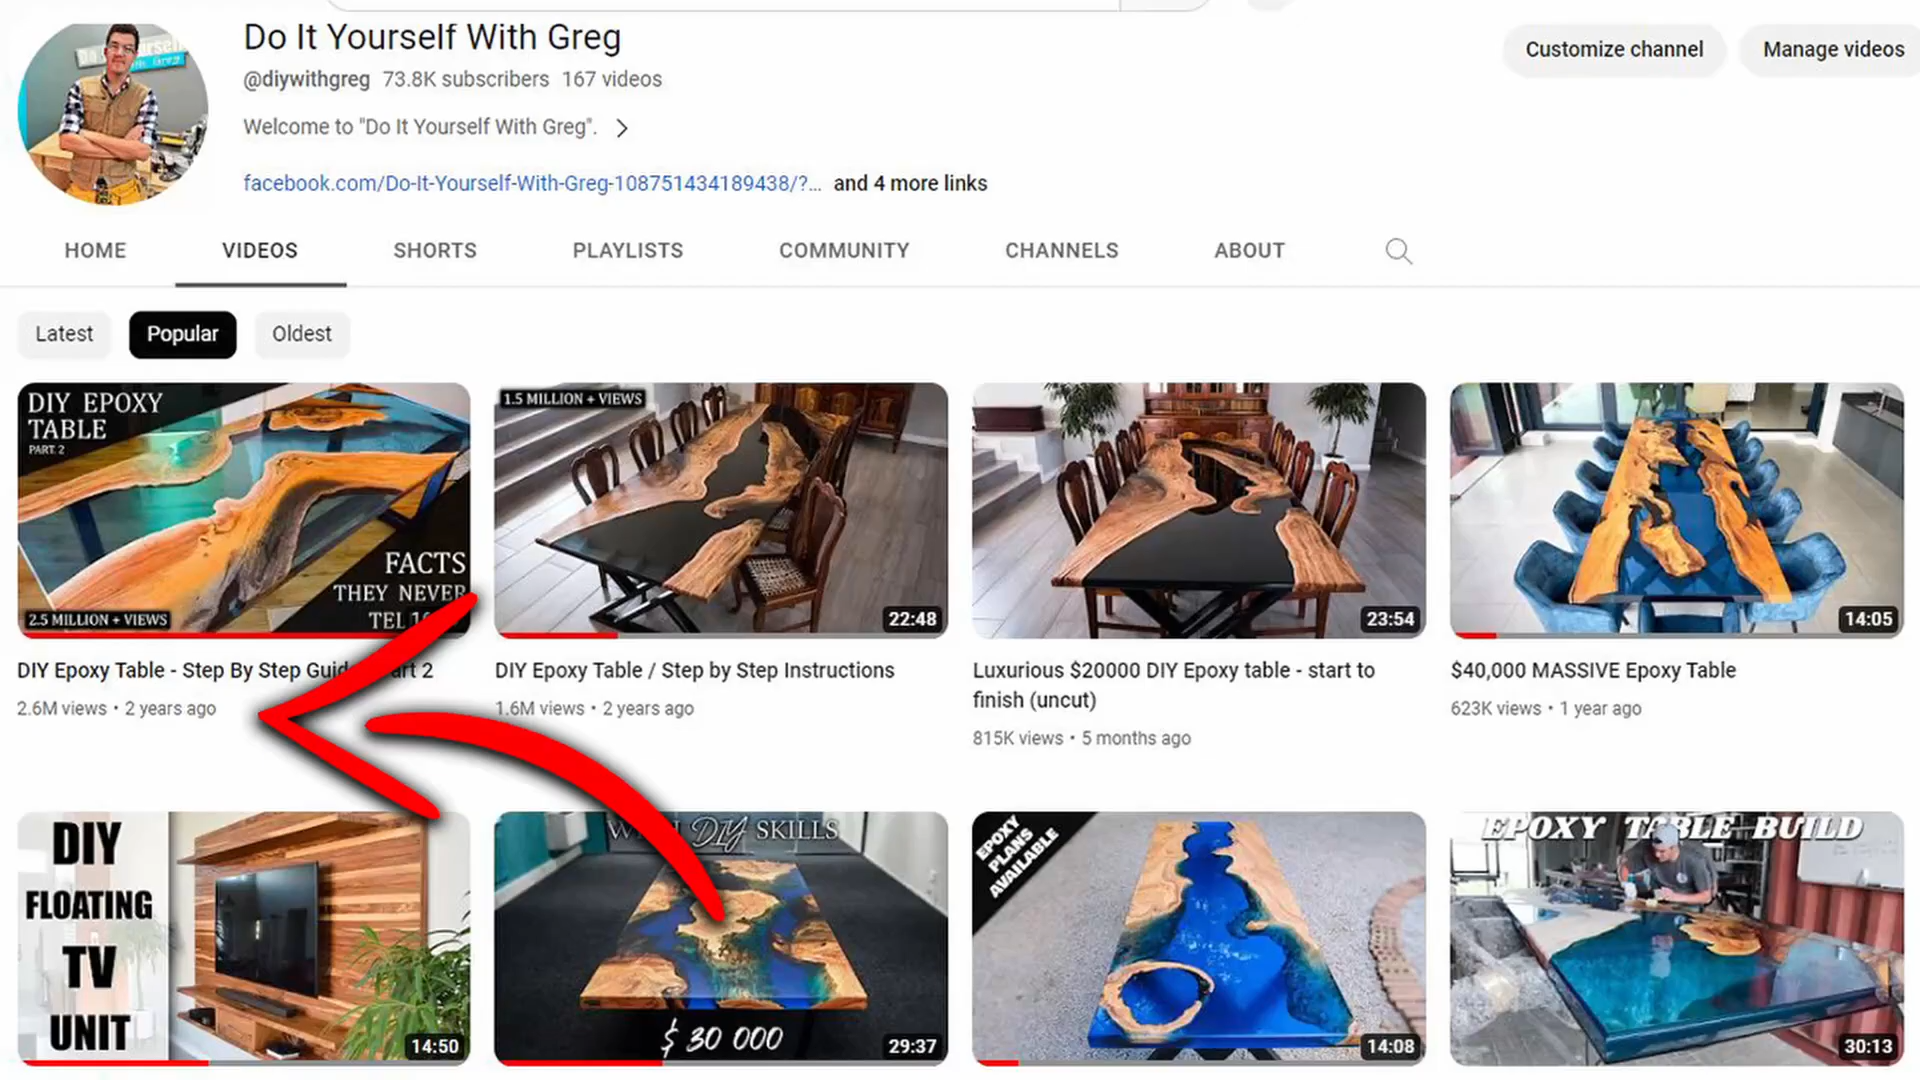 Do It Yourself With Greg
@diywithgreg 73.8K subscribers 167 videos
Welcome to "Do It Yourself With Greg".
facebook.com/Do-It-Yourself-With-Greg-108751434189438/?... and 4 more links
Customize channel
Manage videos
HOME
VIDEOS
SHORTS
PLAYLISTS
COMMUNITY
CHANNELS
ABOUT
Latest
Popular
Oldest
DIY EPOXY
TABLE
PART 2
FACTS
THEY NEVER
TEL
2.5 MILLION + VIEWS
DIY Epoxy Table - Step By Step 2
2.6M views • 2 years ago
1.5 MILLION + VIEWS
22:48
DIY Epoxy Table / Step by Step Instructions
1.6M views • 2 years ago
23:54
Luxurious $20000 DIY Epoxy table - start to
finish (uncut)
815K views • 5 months ago
14:05
$40,000 MASSIVE Epoxy Table
623K views • 1 year ago
DIY
FLOATING
TV
UNIT
14:50
DIY SKILLS
$ 30 000
29:37
EPOXY
PLANS
AVAILABLE
14:08
EPOXY TABLE BUILD
30:13